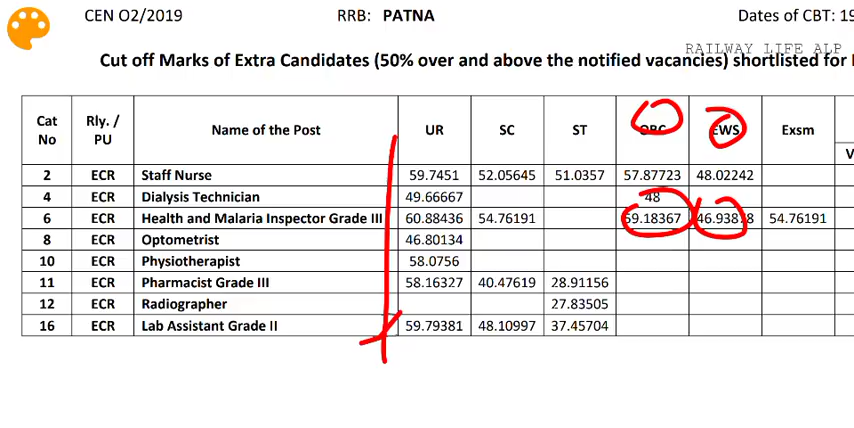 CEN O2/2019 RRB: PATNA Dates of CBT: 19
RAILWAY LIFE ALP
Cut off Marks of Extra Candidates (50% over and above the notified vacancies) shortlisted for
Cat No Rly. / PU Name of the Post UR SC ST OBC EWS Exsm V
2 ECR Staff Nurse 59.7451 52.05645 51.0357 57.87723 48.02242
4 ECR Dialysis Technician 49.66667 48
6 ECR Health and Malaria Inspector Grade III 60.88436 54.76191 59.18367 54.76191
8 ECR Optometrist 46.80134
10 ECR Physiotherapist 58.0756
11 ECR Pharmacist Grade III 58.16327 40.47619 28.91156
12 ECR Radiographer 27.83505
16 ECR Lab Assistant Grade II 59.79381 48.10997 37.45704